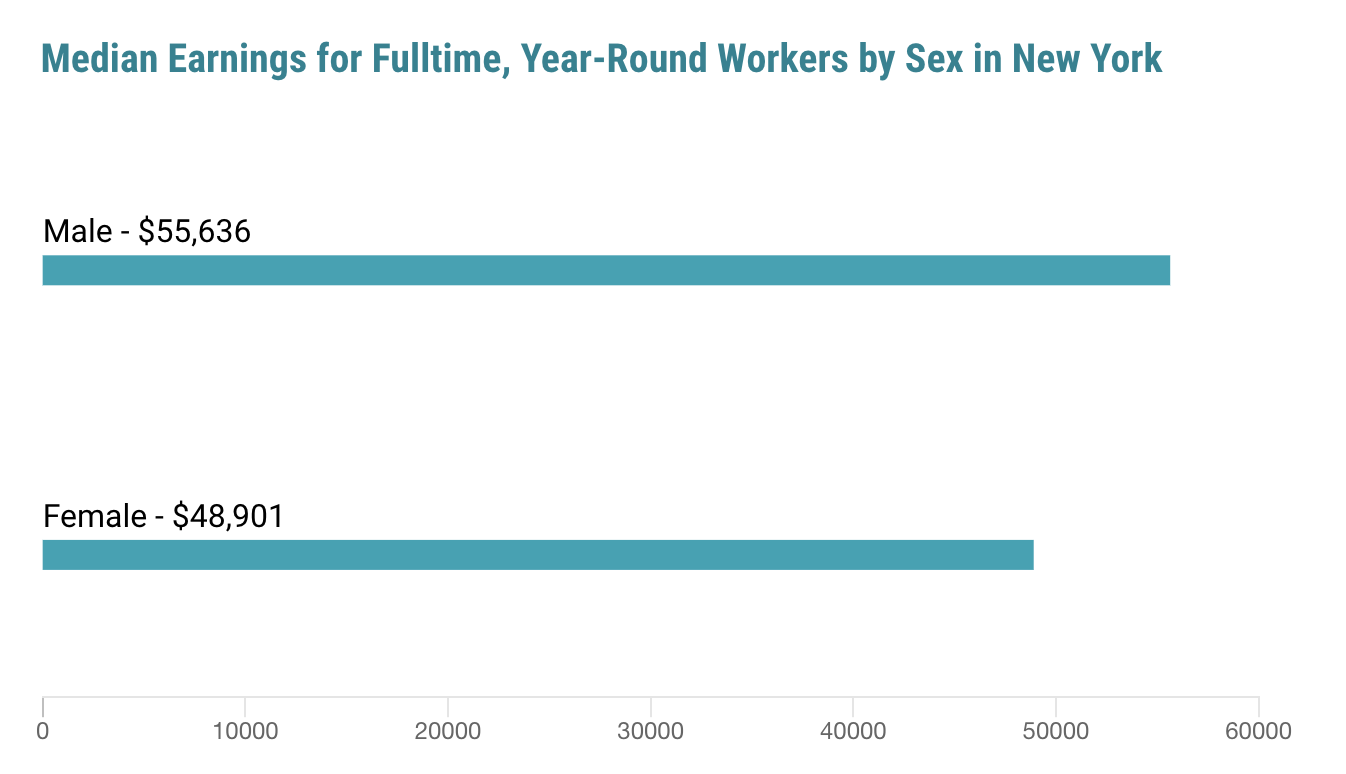 Median Earnings for Fulltime, Year-Round Workers by Sex in New York
Male - $55,636
Female - $48,901
0 10000 20000 30000 40000 50000 60000